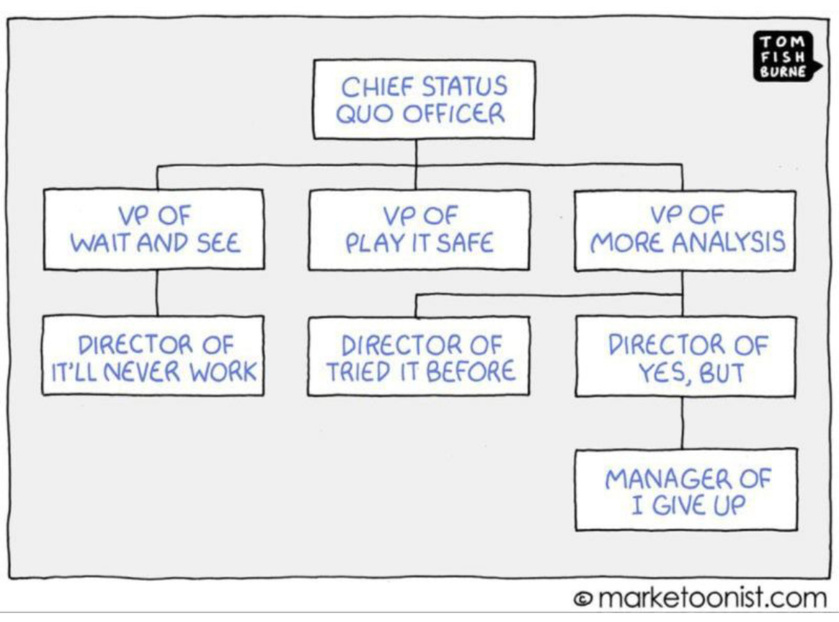 TOM
FISH
BURNE
CHIEF STATUS
QUO OFFICER
VP OF
WAIT AND SEE
VP OF
PLAY IT SAFE
VP OF
MORE ANALYSIS
DIRECTOR OF
IT'LL NEVER WORK
DIRECTOR OF
TRIED IT BEFORE
DIRECTOR OF
YES, BUT
MANAGER OF
I GIVE UP
© marketoonist.com